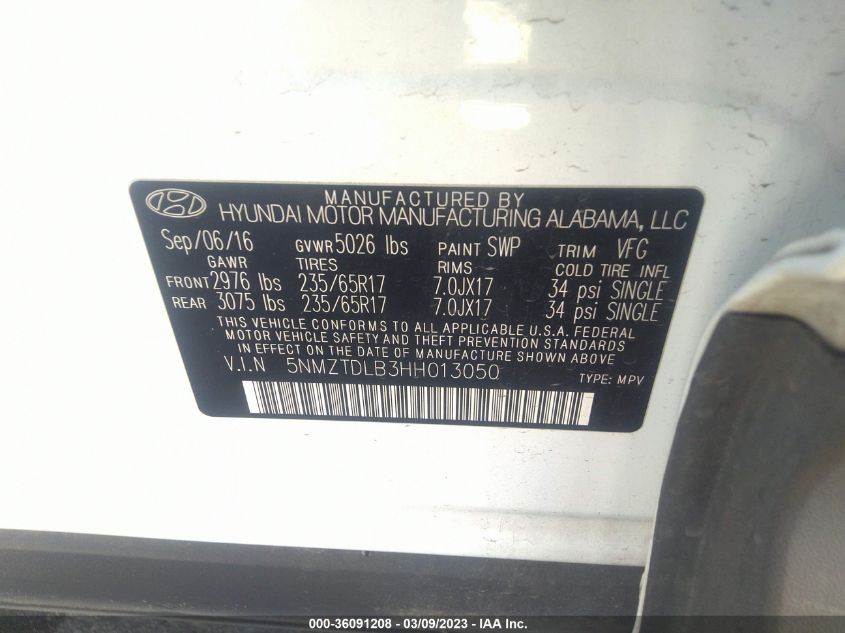 MANUFACTURED BY
HYUNDAI MOTOR MANUFACTURING ALABAMA, LLC
Sep/06/16 GVWR 5026 lbs PAINT SWP TRIM VFG
GAWR TIRES RIMS COLD TIRE INFL
FRONT 2976 lbs 235/65R17 7.0JX17 34 psi SINGLE
REAR 3075 lbs 235/65R17 7.0JX17 34 psi SINGLE
THIS VEHICLE CONFORMS TO ALL APPLICABLE U.S.A. FEDERAL
MOTOR VEHICLE SAFETY AND THEFT PREVENTION STANDARDS
IN EFFECT ON THE DATE OF MANUFACTURE SHOWN ABOVE
V.I.N 5NMZTDLB3HH013050 TYPE: MPV
000-36091208 - 03/09/2023 - IAA Inc.